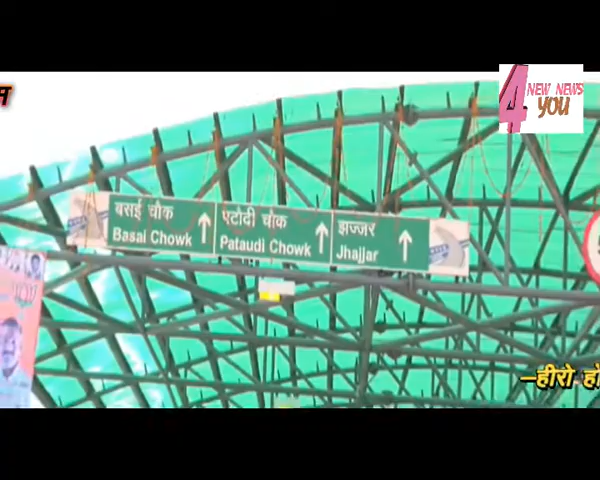 4 NEW NEWS
YOU
बसई चौक
Basai Chowk
पटौदी चौक
Pataudi Chowk
झज्जर
Jhajjar
—हीरो